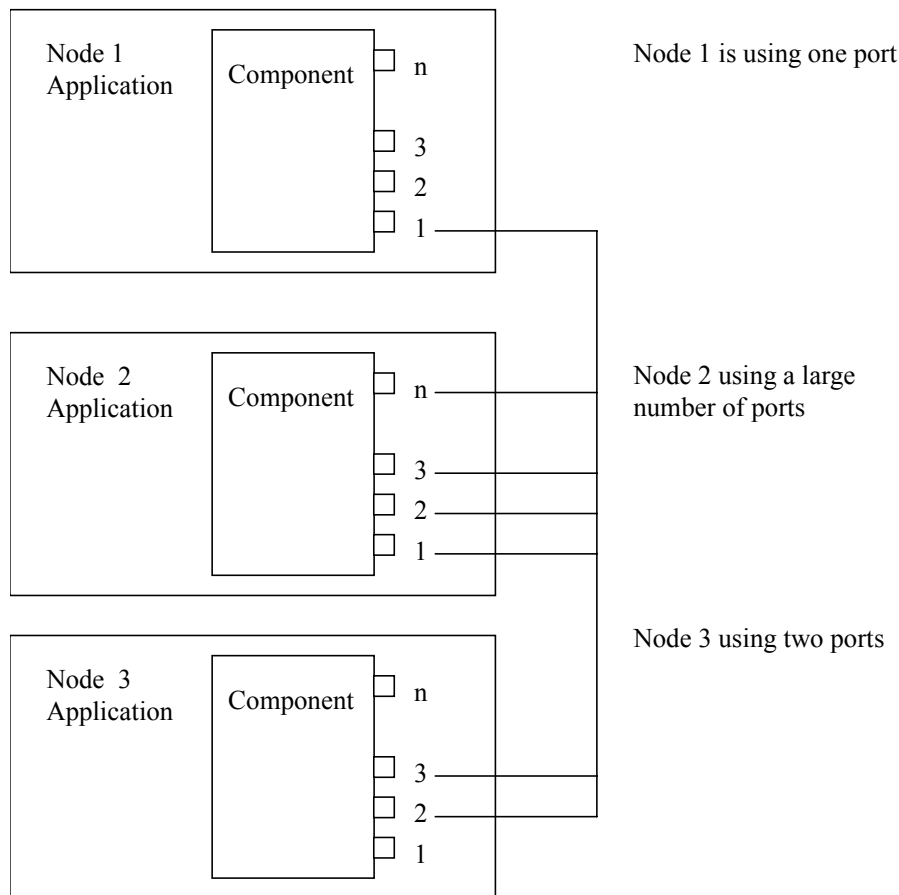 Node 1
Application
Component
n
3
2
1
Node 1 is using one port
Node 2
Application
Component
n
3
2
1
Node 2 using a large
number of ports
Node 3
Application
Component
n
3
2
1
Node 3 using two ports